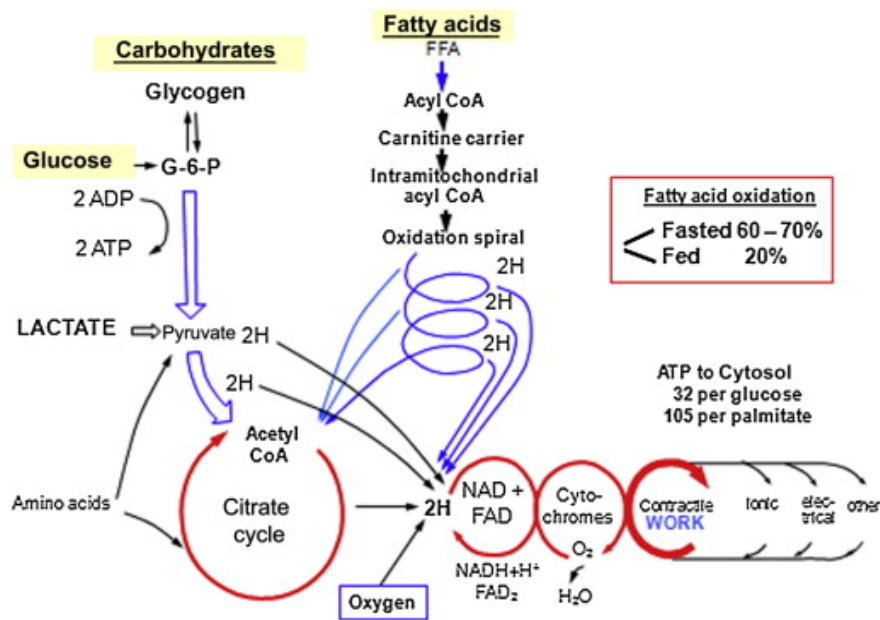 Carbohydrates
Glycogen
Glucose
G-6-P
2 ADP
2 ATP
LACTATE
Pyruvate
2H
2H
Acetyl
CoA
Amino acids
Citrate
cycle
Fatty acids
FFA
Acyl CoA
Carnitine carrier
Intramitochondrial
acyl CoA
Oxidation spiral
2H
2H
2H
Fatty acid oxidation
Fasted 60 – 70%
Fed 20%
ATP to Cytosol
32 per glucose
105 per palmitate
2H
Oxygen
NAD +
FAD
NADH+H+
FAD2
Cyto-
chromes
O2
H2O
Contractile
WORK
Ionic
elec-
trical
other